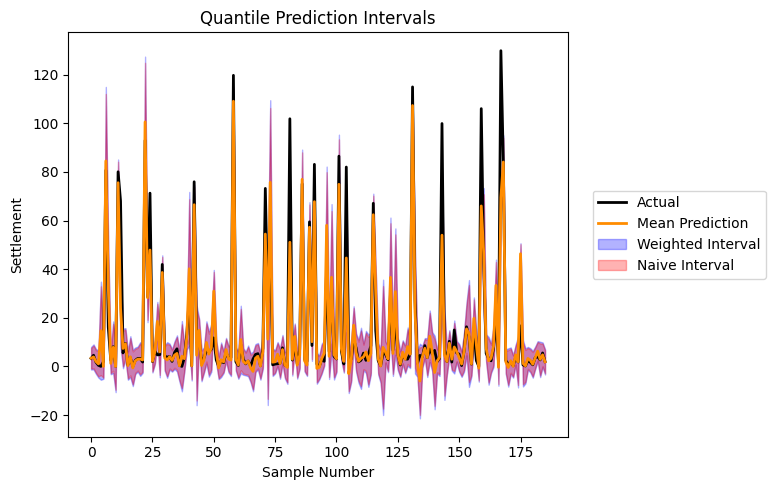 Quantile Prediction Intervals
Settlement
120
100
80
60
40
20
0
−20
0
25
50
75
100
125
150
175
Sample Number
Actual
Mean Prediction
Weighted Interval
Naive Interval